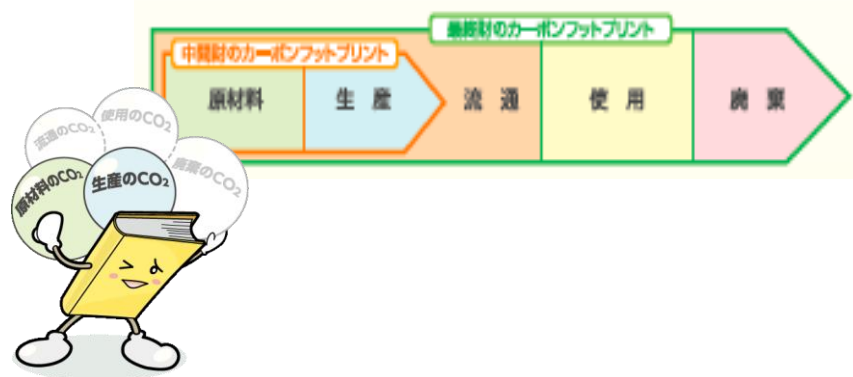 最終財のカーボンフットプリント
中間財のカーボンフットプリント
原材料
生 産
流 通
使 用
廃 棄
使用のCO₂
流通のCO₂
廃棄のCO₂
原材料のCO₂
生産のCO₂